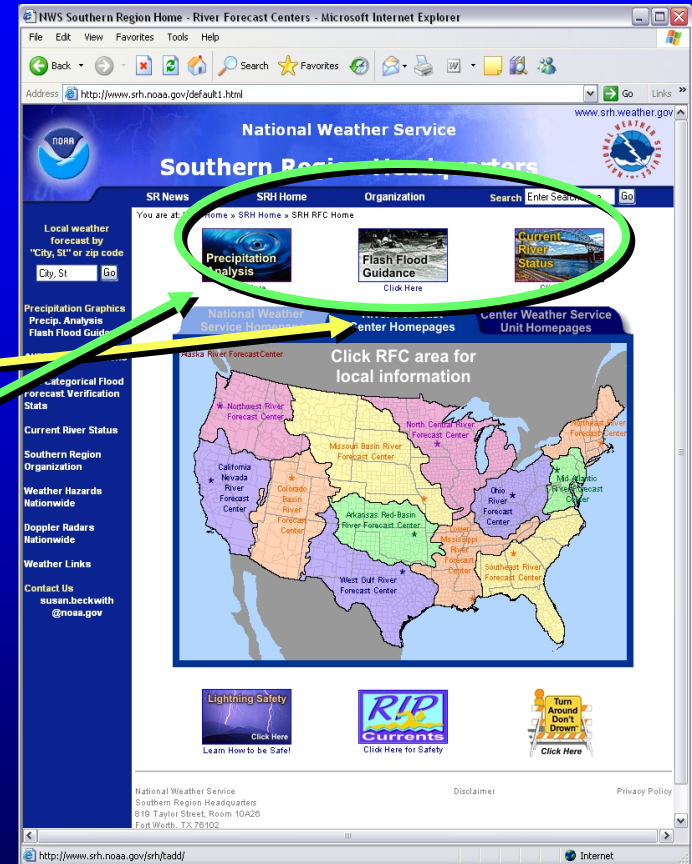 NWS Southern Region Home - River Forecast Centers - Microsoft Internet Explorer
File Edit View Favorites Tools Help
Back Search Favorites
Address http://www.srh.noaa.gov/default1.html Go Links »
www.srh.weather.gov
NOAA
National Weather Service
Southern Region Headquarters
SR News SRH Home Organization Search Enter Search Go
You are at: Home » SRH Home » SRH RFC Home
Local weather
forecast by
"City, St" or zip code
City, St Go
Precipitation
Analysis
Flash Flood
Guidance
Click Here
Current
River
Status
Precipitation Graphics
Precip. Analysis
Flash Flood
Categorical Flood
Forecast Verification
Stats
Current River Status
Southern Region
Organization
Weather Hazards
Nationwide
Doppler Radars
Nationwide
Weather Links
Contact Us
susan.beckwith
@noaa.gov
National Weather
Service
Center Homepages
Center Weather Service
Unit Homepages
Alaska River Forecast Center
Click RFC area for
local information
Northwest River
Forecast Center
North Central River
Forecast Center
Northeast River
Forecast Center
Missouri Basin River
Forecast Center
California
Nevada
River
Forecast
Center
Colorado
Basin
River
Forecast
Center
Arkansas Red-Basin
River Forecast Center
Ohio
River
Forecast
Center
Mid-Atlantic
River Forecast
Center
Lower
Mississippi
River
Forecast
Center
Southeast River
Forecast Center
West Gulf River
Forecast Center
Lightning Safety
Click Here
Learn How to be Safe!
RIP
Currents
Click Here for Safety
Turn
Around
Don't
Drown
Click Here
National Weather Service
Southern Region Headquarters
819 Taylor Street, Room 10A26
Fort Worth, TX 76102
Disclaimer
Privacy Policy
http://www.srh.noaa.gov/srh/tadd/ Internet